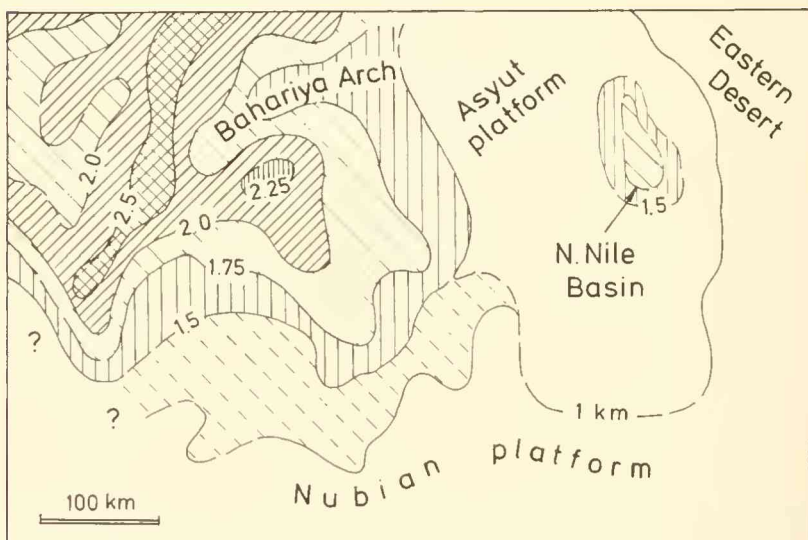 Eastern
Desert
Asyut
platform
Bahariya Arch
2.0
2.5
2.25
2.0
1.75
1.5
1.5
N. Nile
Basin
?
?
1 km
Nubian platform
100 km